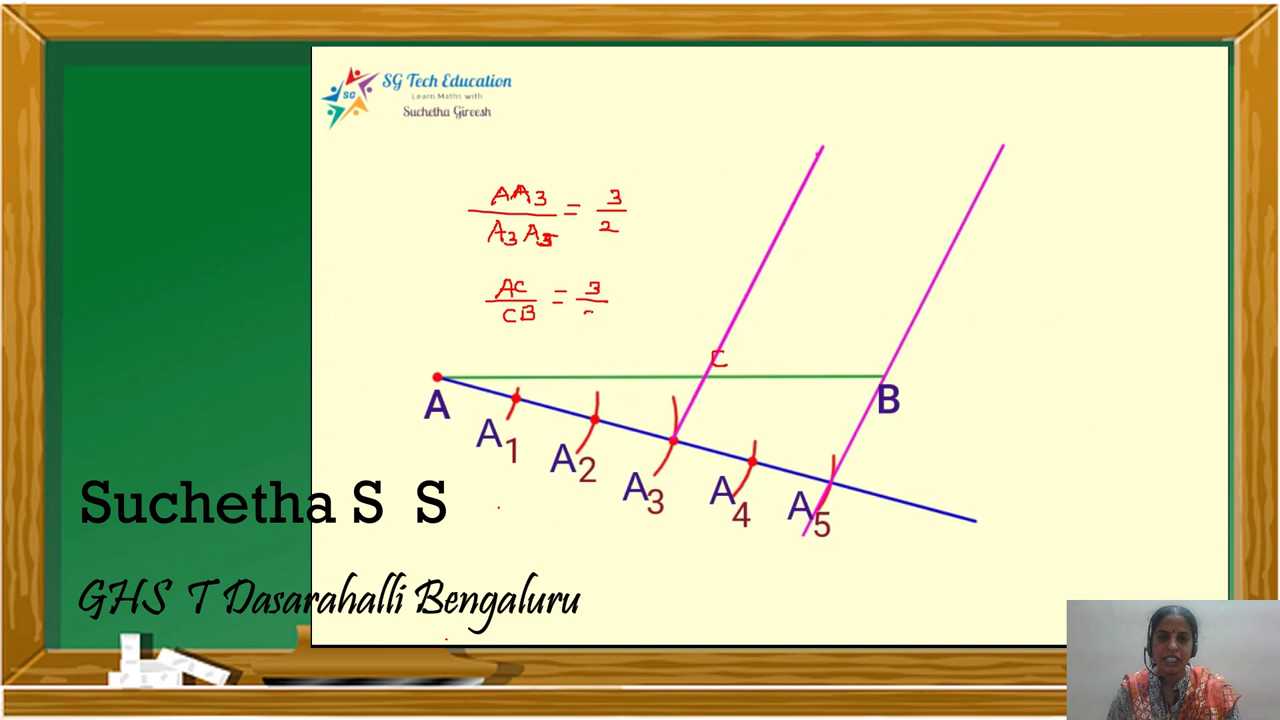 SG Tech Education
Learn Maths with
Suchetha Gireesh
SG
AA3 / A3A5 = 3 / 2
AC / CB = 3
C
A
B
A1
A2
A3
A4
A5
Suchetha S S
GHS T Dasarahalli Bengaluru